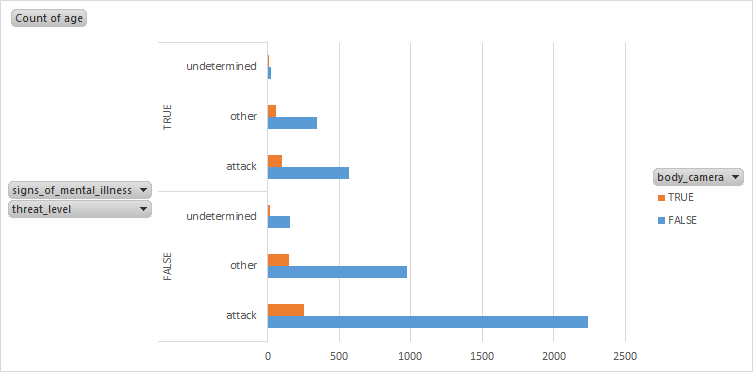 Count of age
undetermined
other
attack
TRUE
undetermined
other
attack
FALSE
signs_of_mental_illness
threat_level
0 500 1000 1500 2000 2500
body_camera
TRUE
FALSE